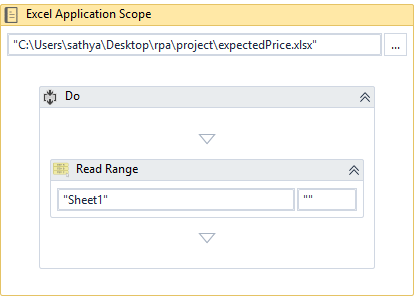 Excel Application Scope
"C:\Users\sathya\Desktop\rpa\project\expectedPrice.xlsx"
...
Do
Read Range
"Sheet1"
""